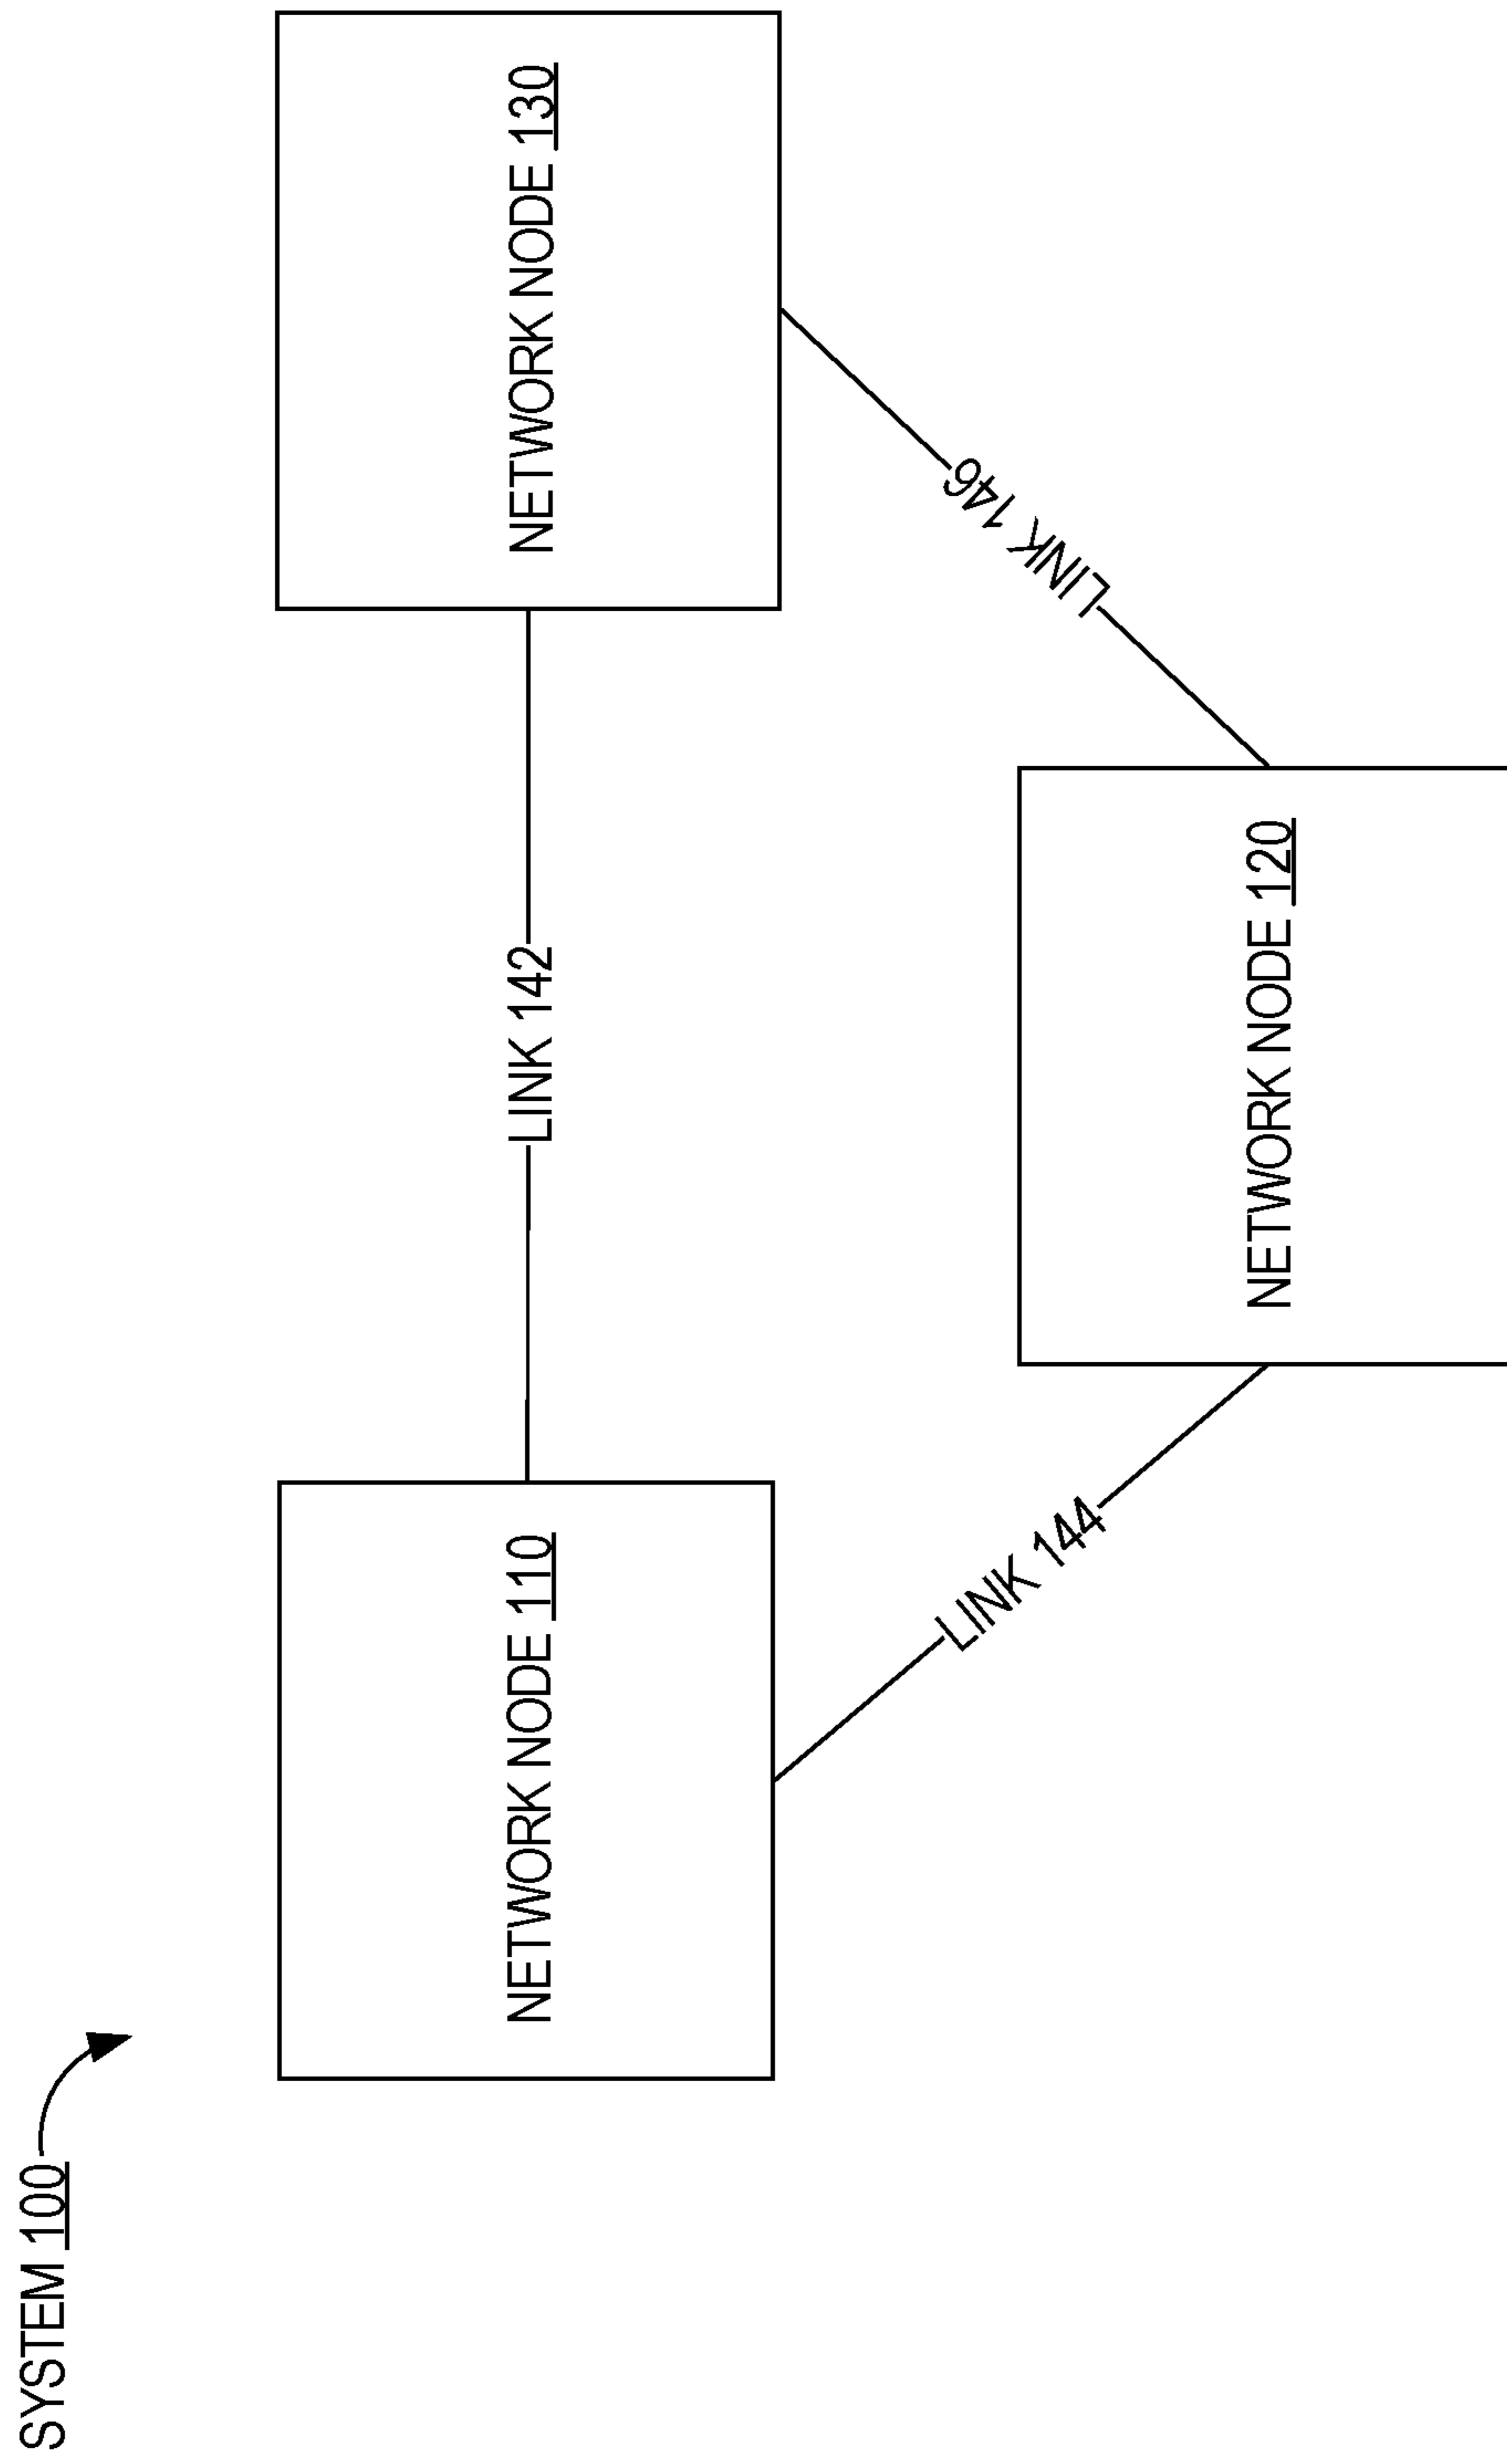 SYSTEM 100
NETWORK NODE 110
LINK 142
NETWORK NODE 130
LINK 144
LINK 146
NETWORK NODE 120